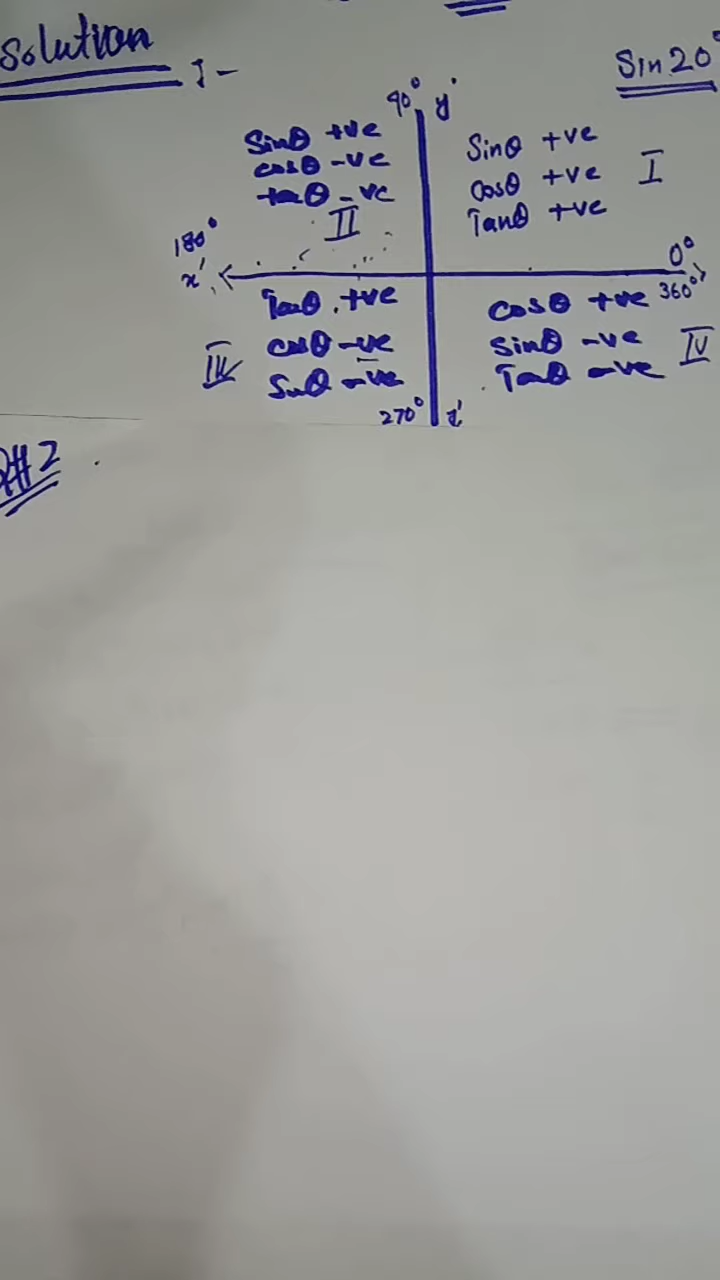 Solution :-
Sin20°
90° y'
Sinθ +ve
cosθ -ve
tanθ -ve
II
Sinθ +ve
cosθ +ve
Tanθ +ve
I
180°
x'
0°
360°
Tanθ +ve
cosθ -ve
Sinθ -ve
III
cosθ +ve
sinθ -ve
Tanθ -ve
IV
270°
Q#2